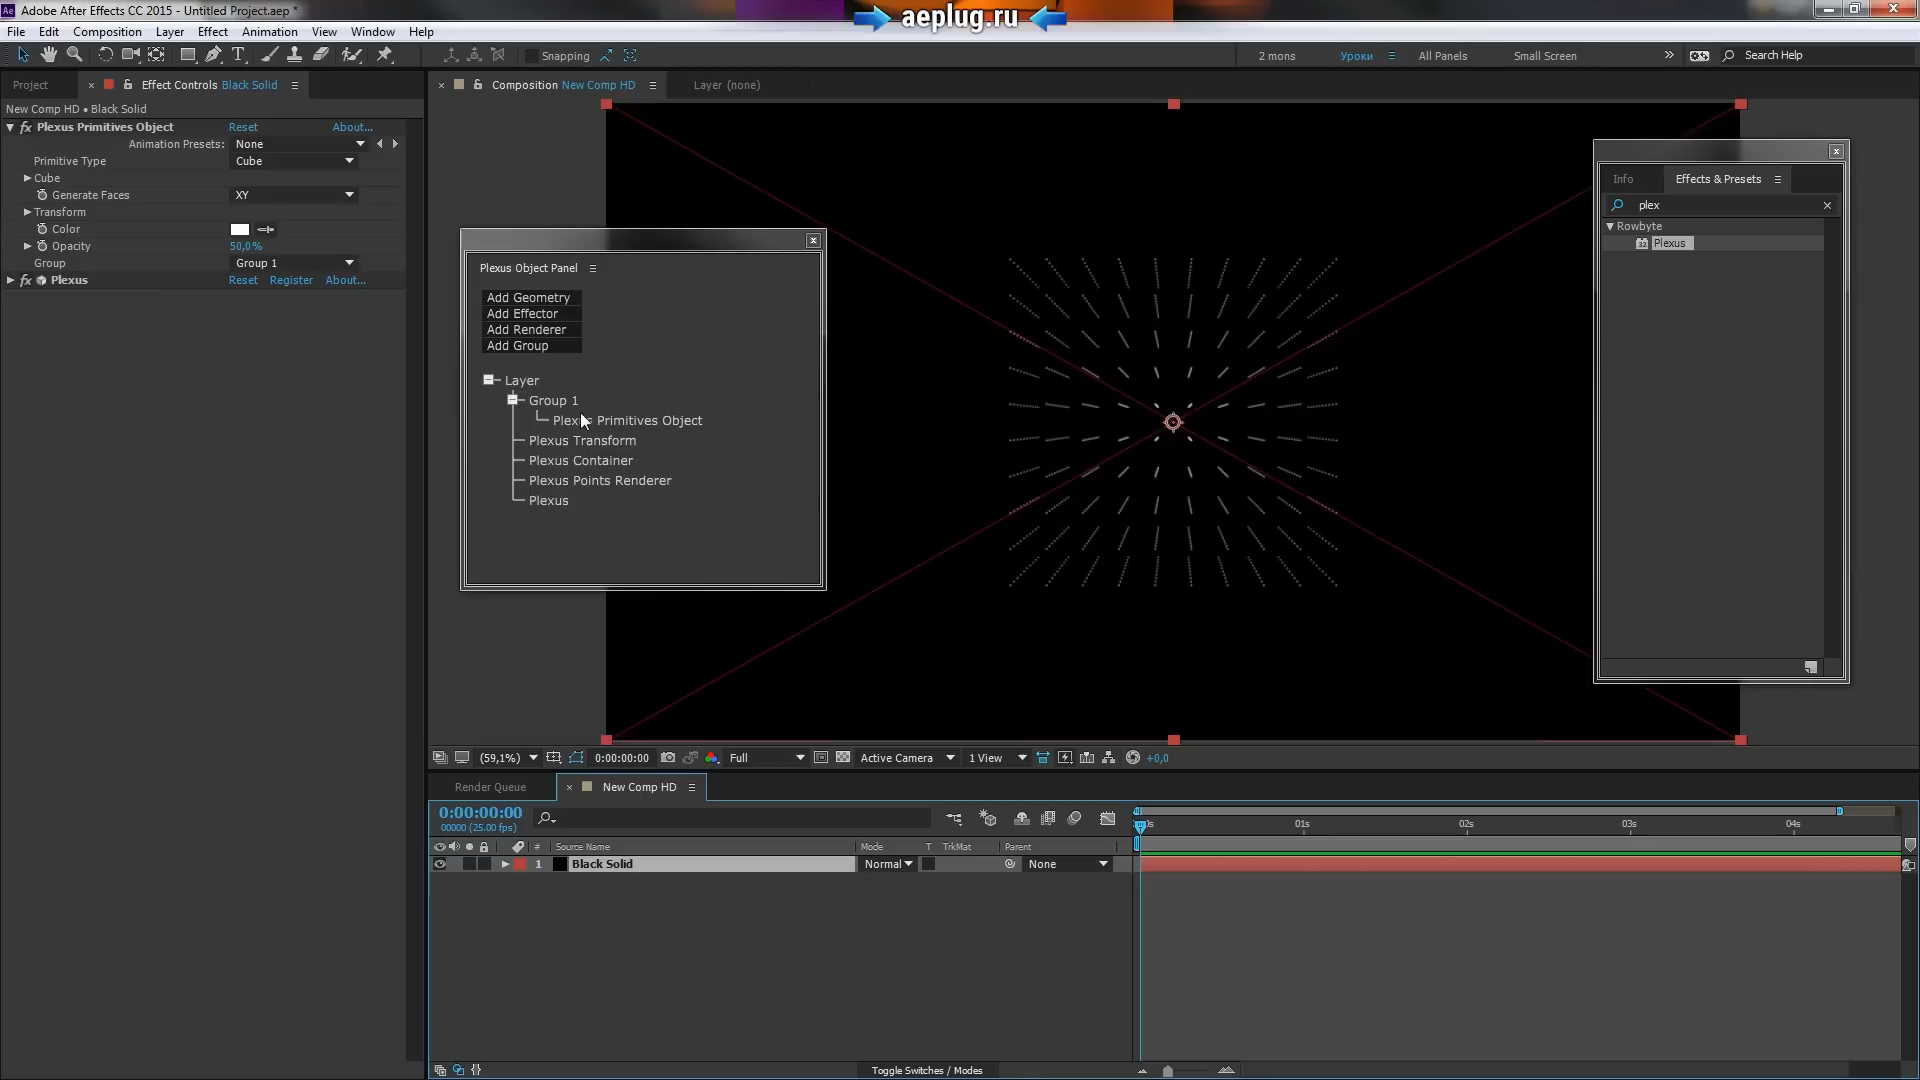 Adobe After Effects CC 2015 - Untitled Project.aep *
aeplug.ru
File Edit Composition Layer Effect Animation View Window Help
Snapping
2 mons Уроки All Panels Small Screen Search Help
Project Effect Controls Black Solid
Composition New Comp HD Layer (none)
New Comp HD • Black Solid
fx Plexus Primitives Object Reset About...
Animation Presets: None
Primitive Type Cube
Cube
Generate Faces XY
Transform
Color
Opacity 50,0%
Group Group 1
fx Plexus Reset Register About...
Plexus Object Panel
Add Geometry
Add Effector
Add Renderer
Add Group
Layer
Group 1
Plexus Primitives Object
Plexus Transform
Plexus Container
Plexus Points Renderer
Plexus
Info Effects & Presets
plex
Rowbyte
32 Plexus
(59,1%) 0:00:00:00 Full Active Camera 1 View +0,0
Render Queue New Comp HD
0:00:00:00
00000 (25.00 fps)
01s 02s 03s 04s
# Source Name Mode T TrkMat Parent
1 Black Solid Normal None
Toggle Switches / Modes